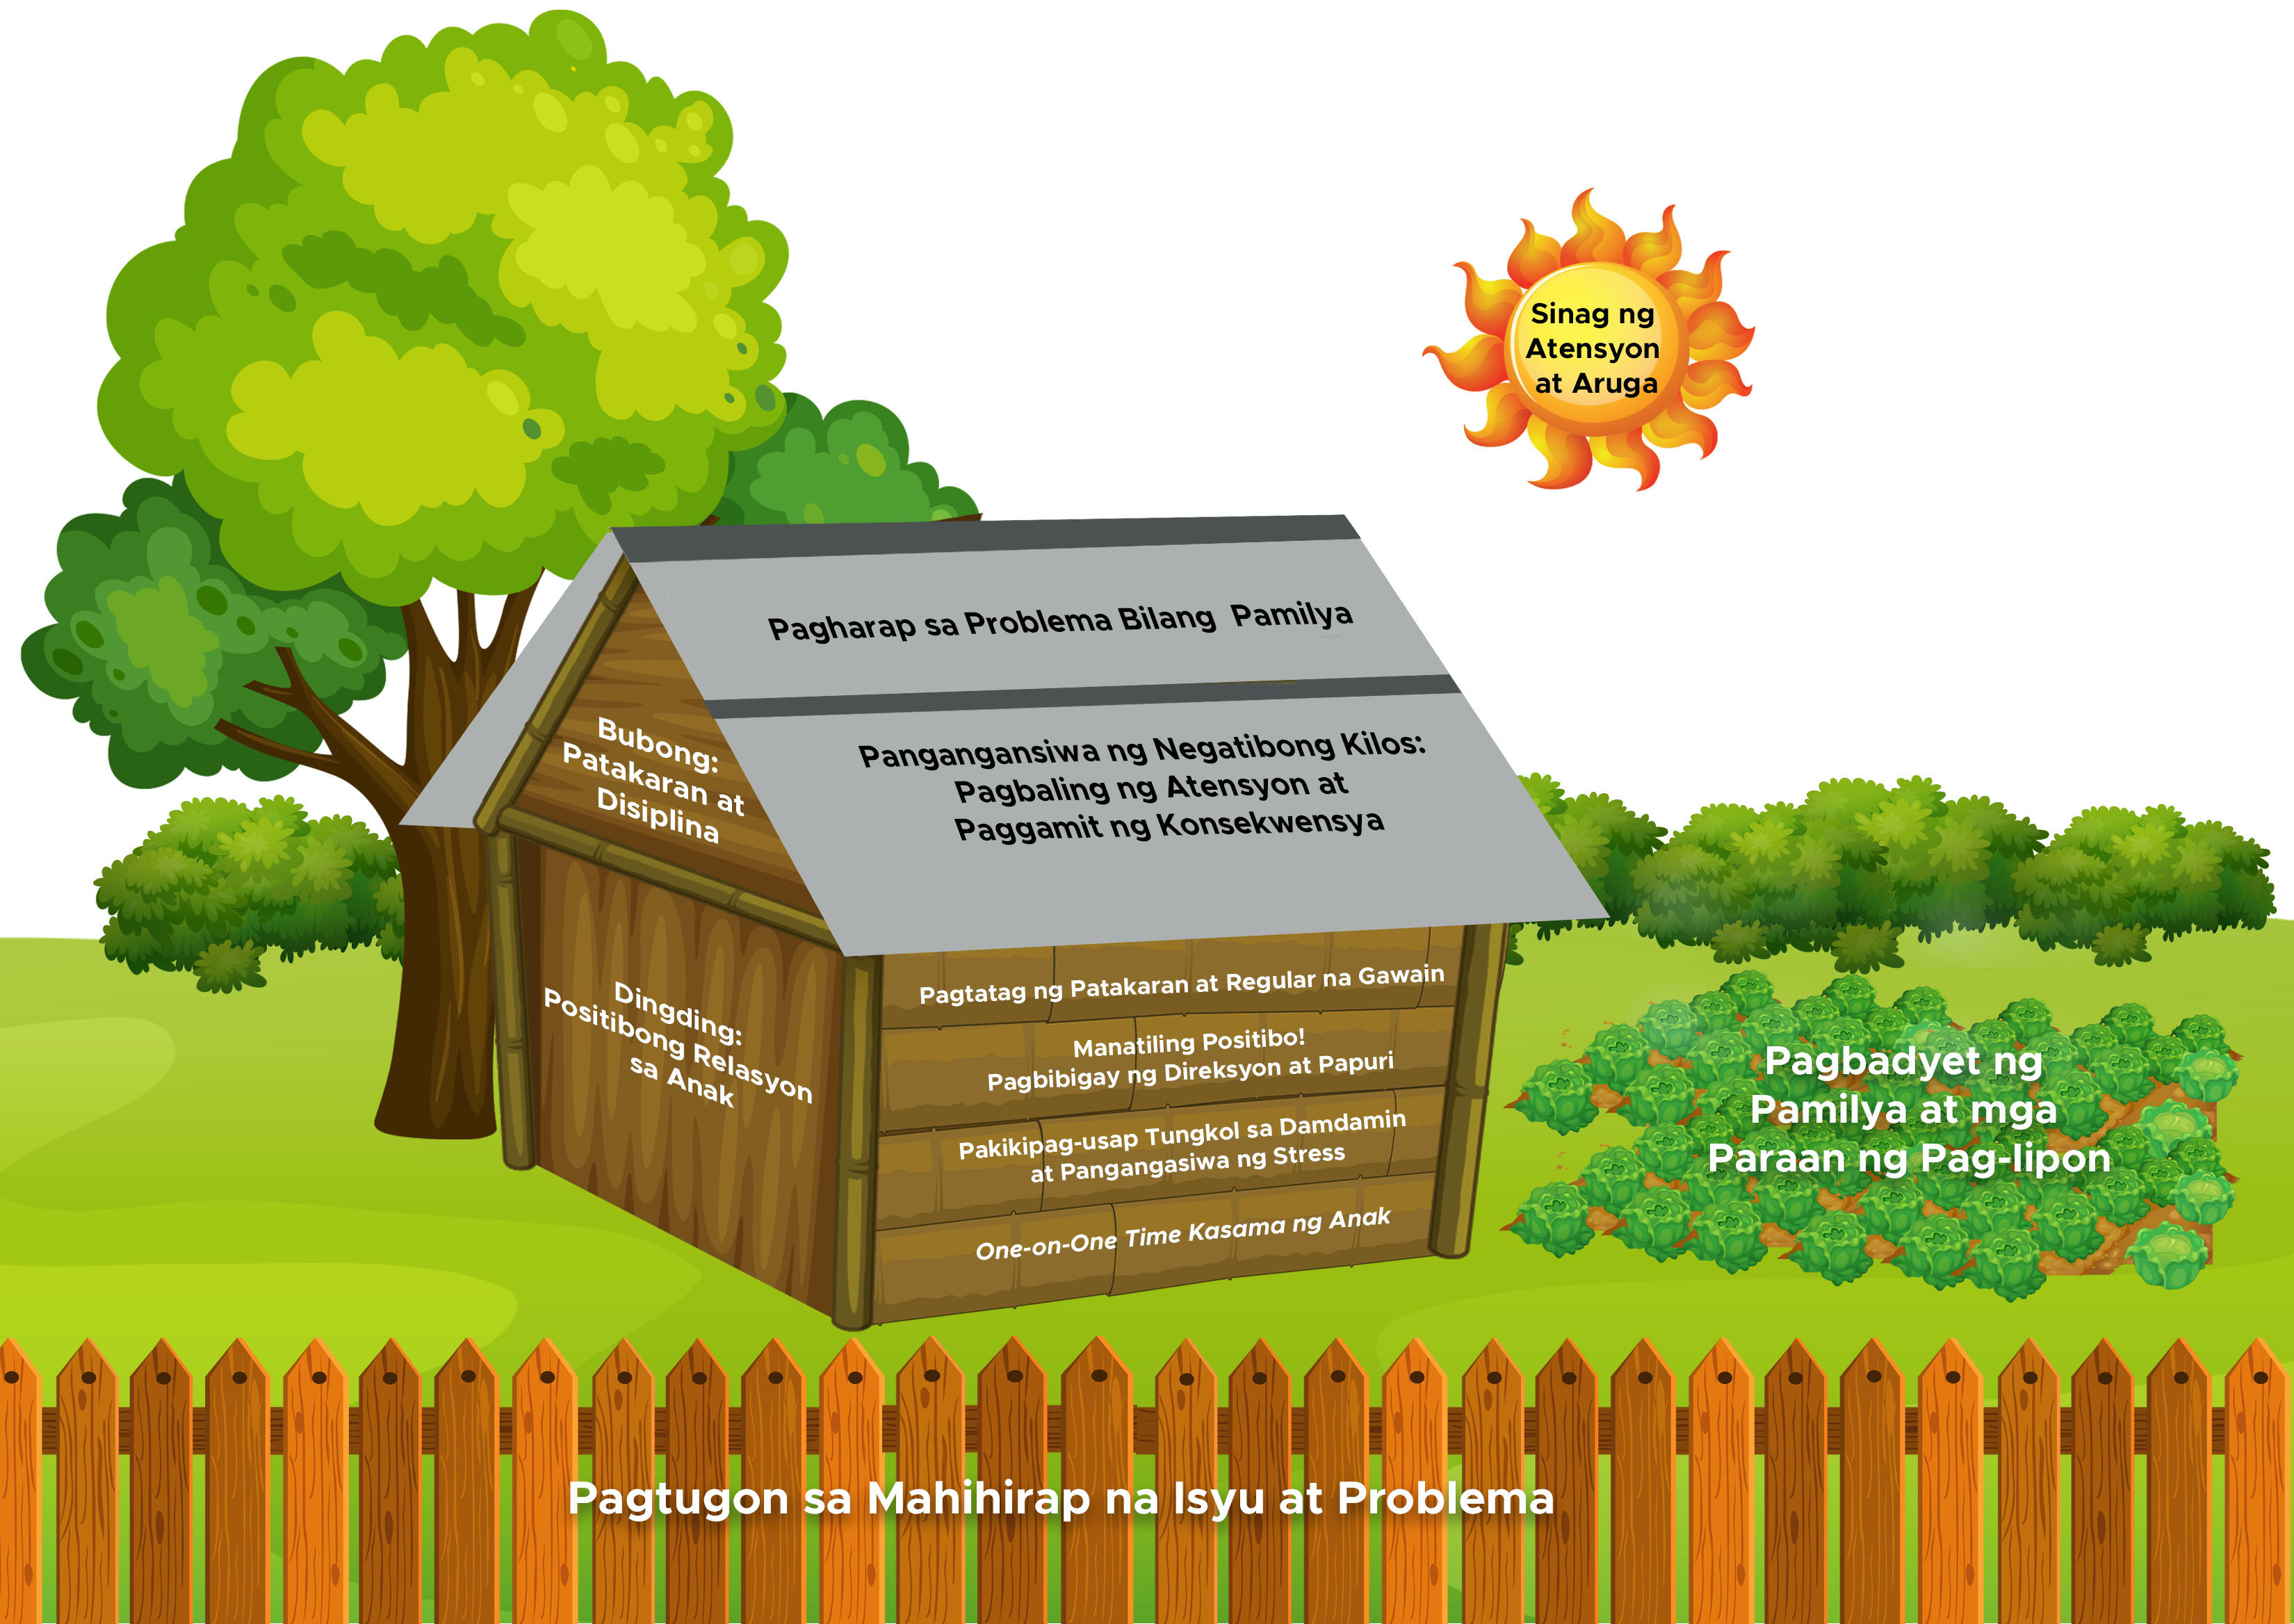 Sinag ng
Atensyon
at Aruga
Pagharap sa Problema Bilang Pamilya
Pangangansiwa ng Negatibong Kilos:
Pagbaling ng Atensyon at
Paggamit ng Konsekwensya
Bubong:
Patakaran at
Disiplina
Dingding:
Positibong Relasyon
sa Anak
Pagtatag ng Patakaran at Regular na Gawain
Manatiling Positibo!
Pagbibigay ng Direksyon at Papuri
Pakikipag-usap Tungkol sa Damdamin
at Pangangasiwa ng Stress
One-on-One Time Kasama ng Anak
Pagbadyet ng
Pamilya at mga
Paraan ng Pag-Iipon
Pagtugon sa Mahihirap na Isyu at Problema